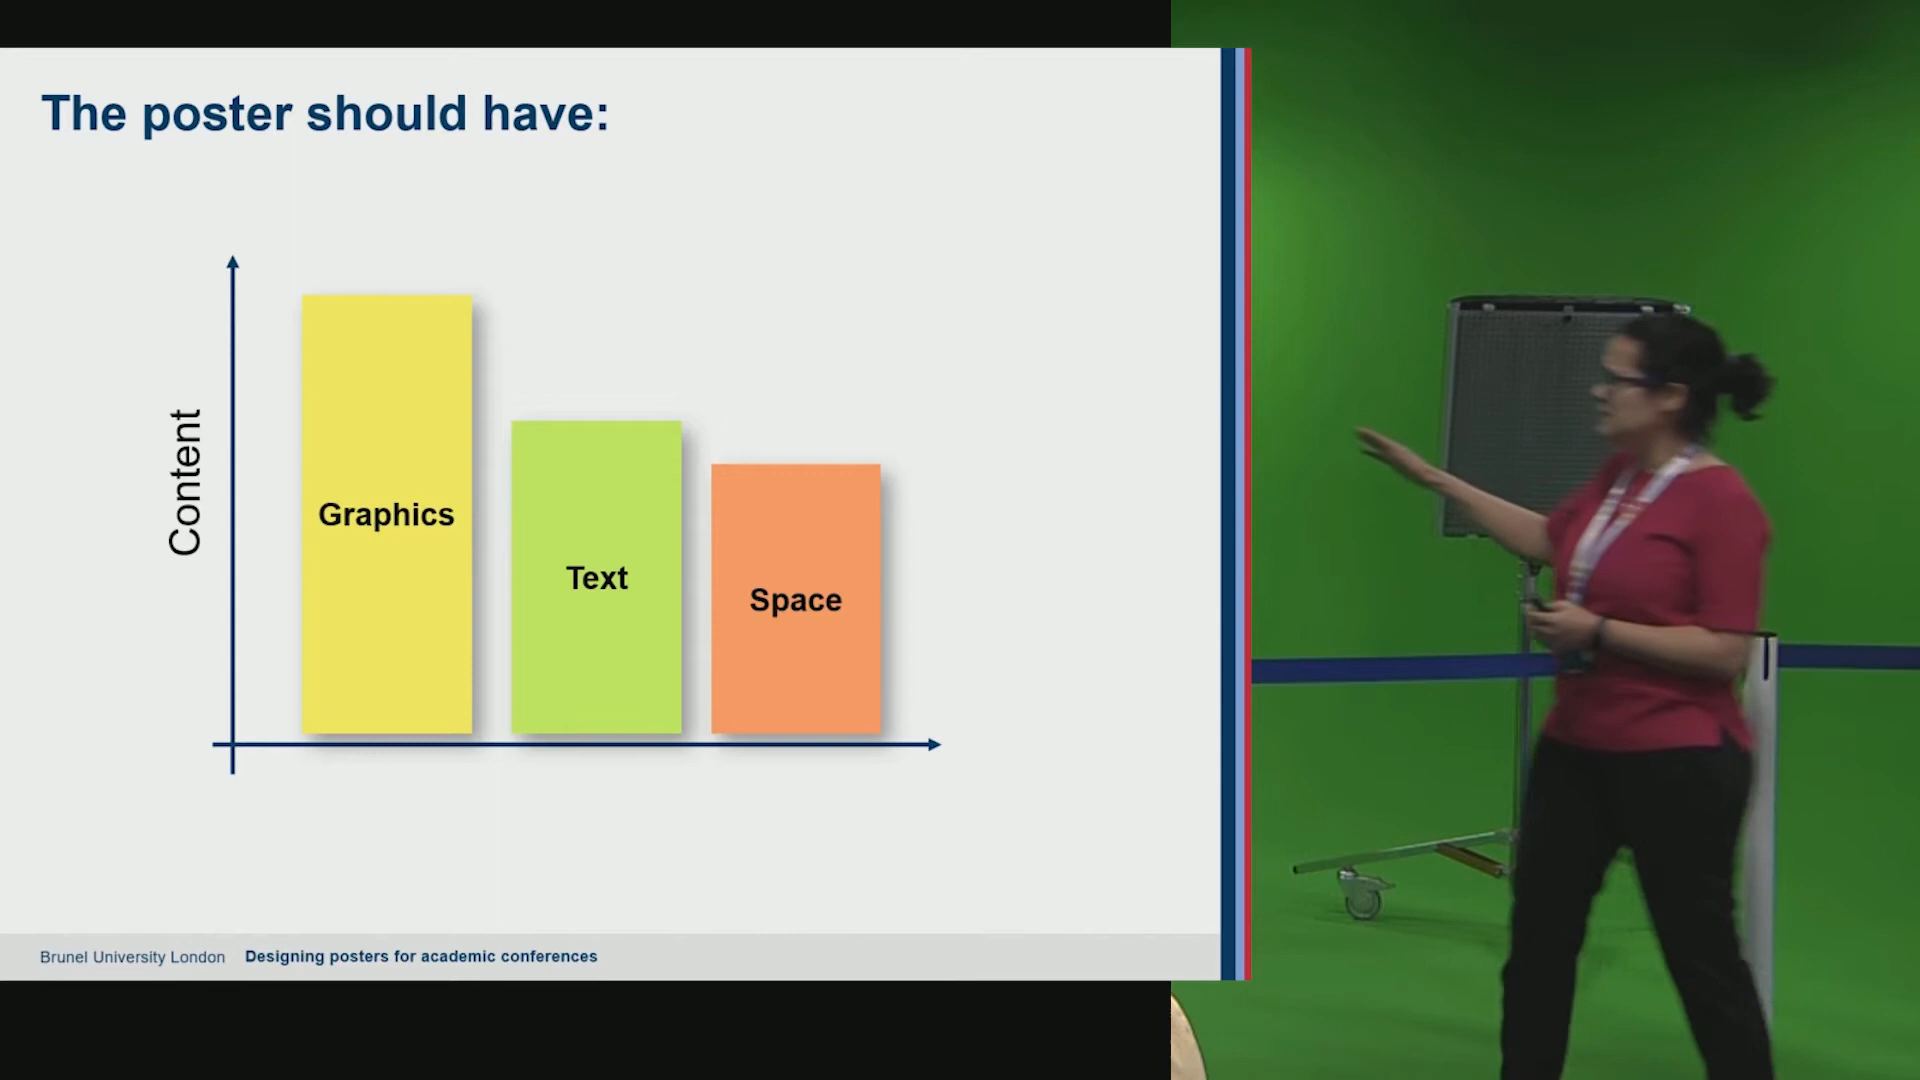 The poster should have:
Content
Graphics
Text
Space
Brunel University London Designing posters for academic conferences